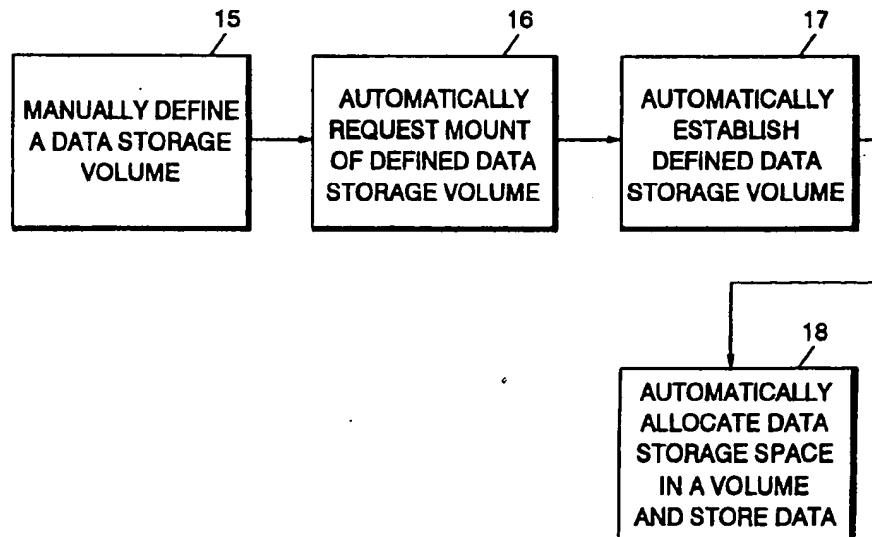 15
MANUALLY DEFINE
A DATA STORAGE
VOLUME
16
AUTOMATICALLY
REQUEST MOUNT
OF DEFINED DATA
STORAGE VOLUME
17
AUTOMATICALLY
ESTABLISH
DEFINED DATA
STORAGE VOLUME
18
AUTOMATICALLY
ALLOCATE DATA
STORAGE SPACE
IN A VOLUME
AND STORE DATA